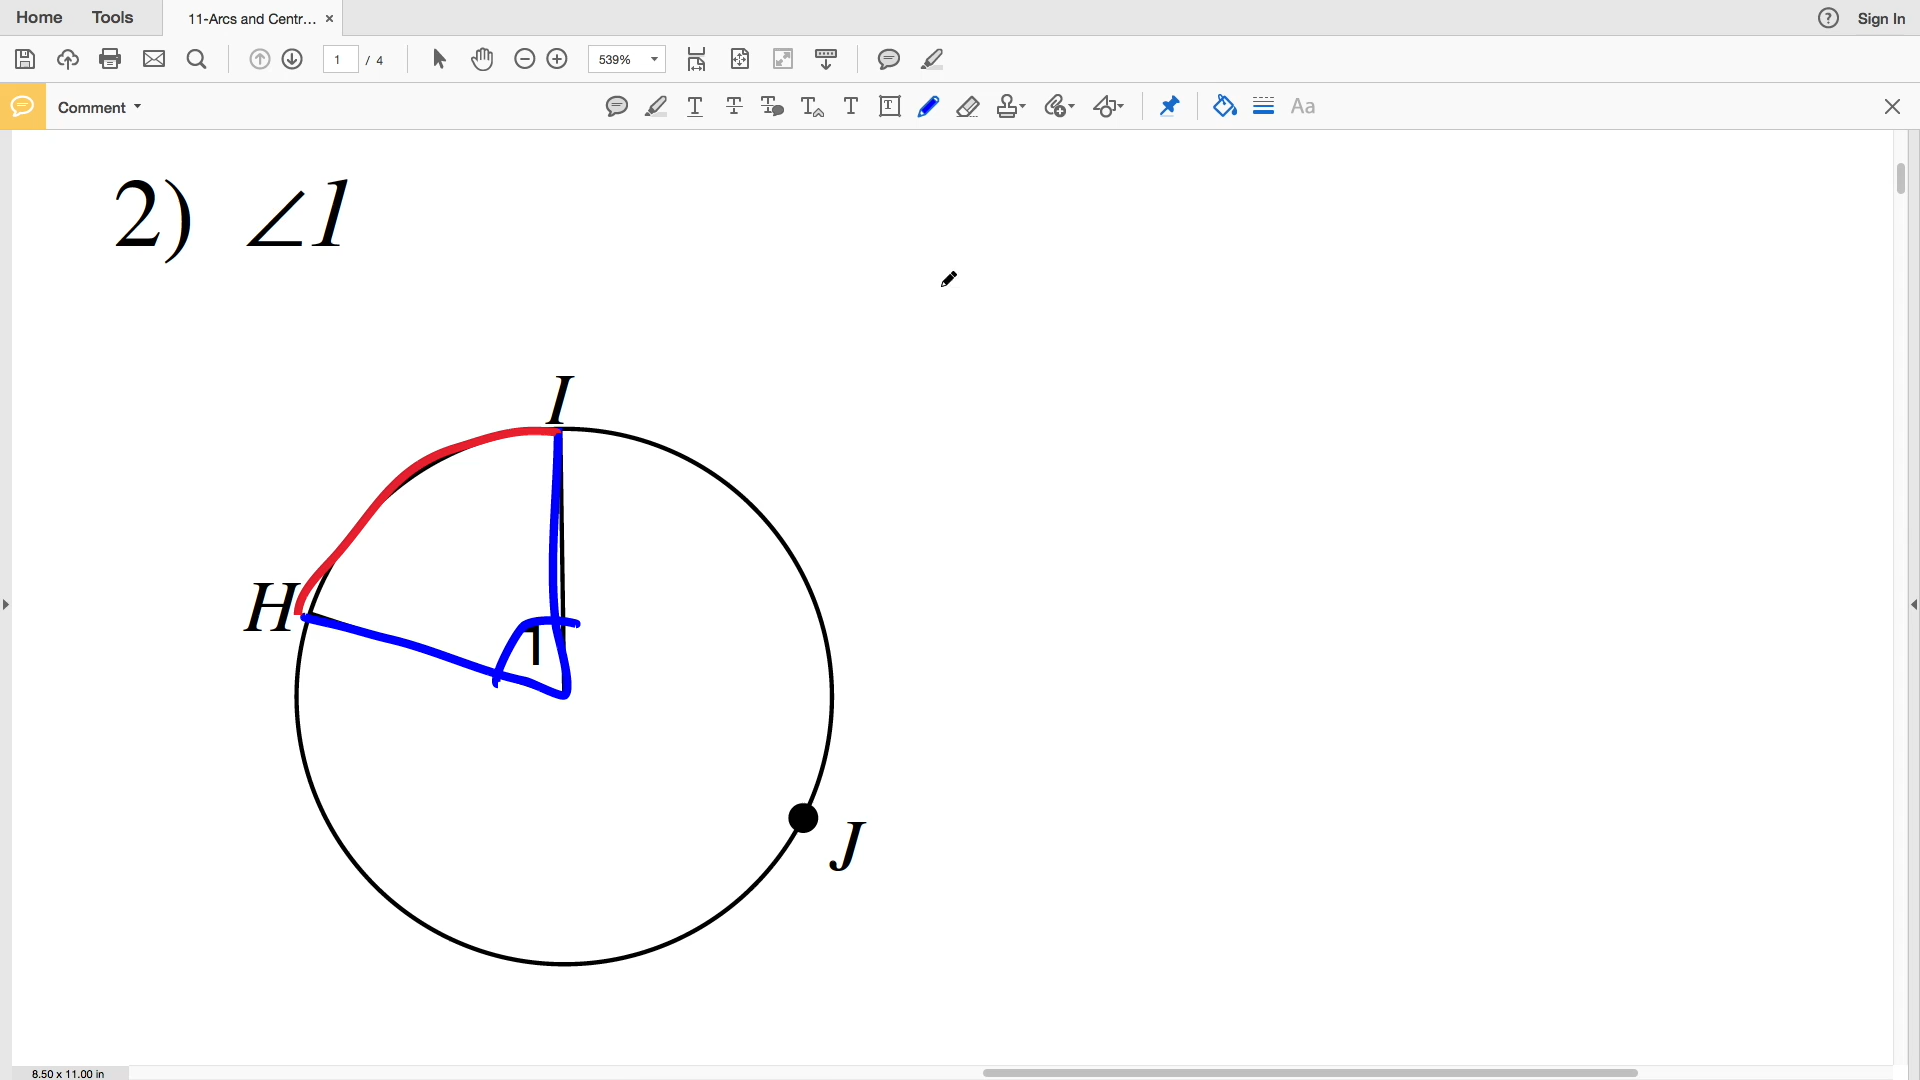 Home Tools 11-Arcs and Centr... × ? Sign In
1 / 4 539%
Comment T T T T T T Aa
2) ∠1
I
H
1
J
8.50 x 11.00 in